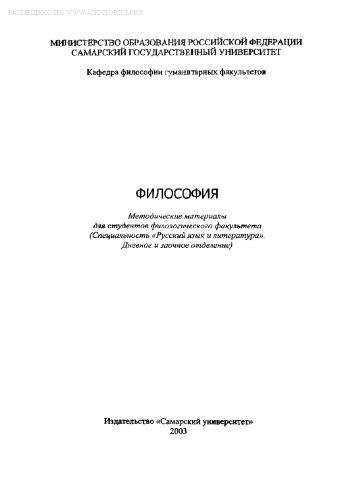 РАЗМЕЩЕНО НА WWW.AUDITORIUM.RU
МИНИСТЕРСТВО ОБРАЗОВАНИЯ РОССИЙСКОЙ ФЕДЕРАЦИИ
САМАРСКИЙ ГОСУДАРСТВЕННЫЙ УНИВЕРСИТЕТ
Кафедра философии гуманитарных факультетов
ФИЛОСОФИЯ
Методические материалы
для студентов филологического факультета
(Специальность «Русский язык и литература».
Дневное и заочное отделение)
Издательство «Самарский университет»
2003